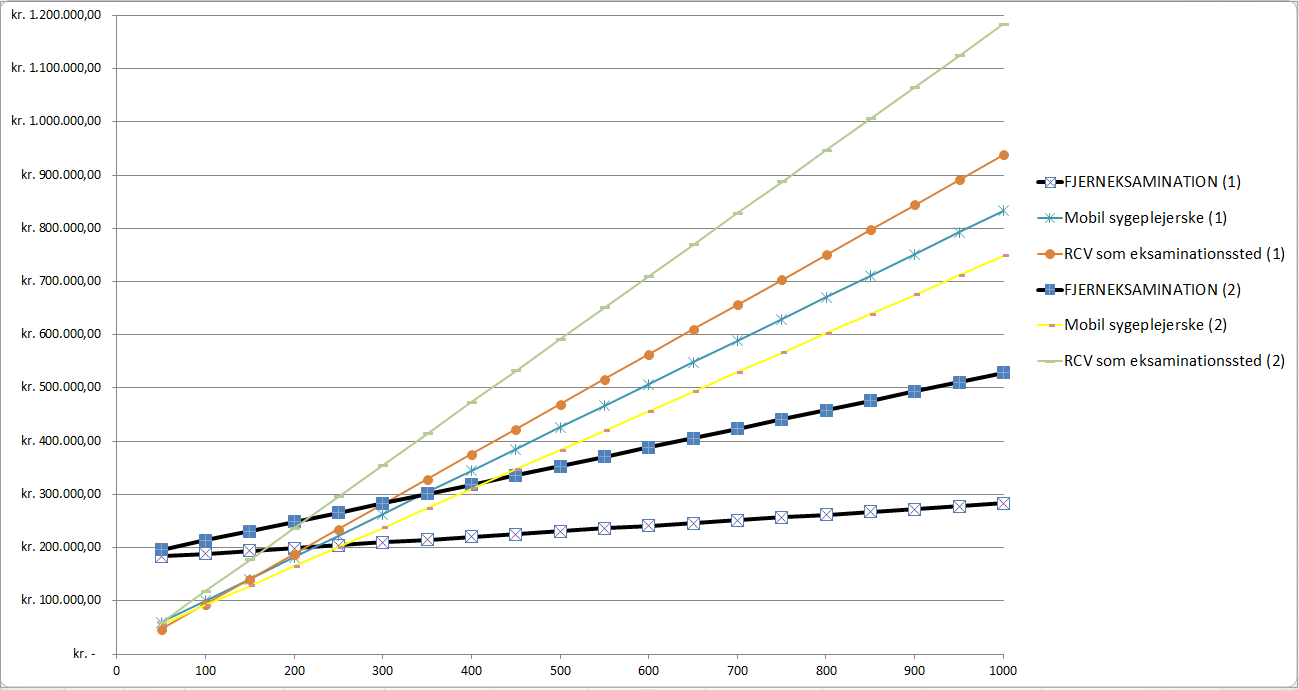 kr. 1.200.000,00
kr. 1.100.000,00
kr. 1.000.000,00
kr. 900.000,00
kr. 800.000,00
kr. 700.000,00
kr. 600.000,00
kr. 500.000,00
kr. 400.000,00
kr. 300.000,00
kr. 200.000,00
kr. 100.000,00
kr. -
0 100 200 300 400 500 600 700 800 900 1000
FJERNEKSAMINATION (1)
Mobil sygeplejerske (1)
RCV som eksaminationssted (1)
FJERNEKSAMINATION (2)
Mobil sygeplejerske (2)
RCV som eksaminationssted (2)